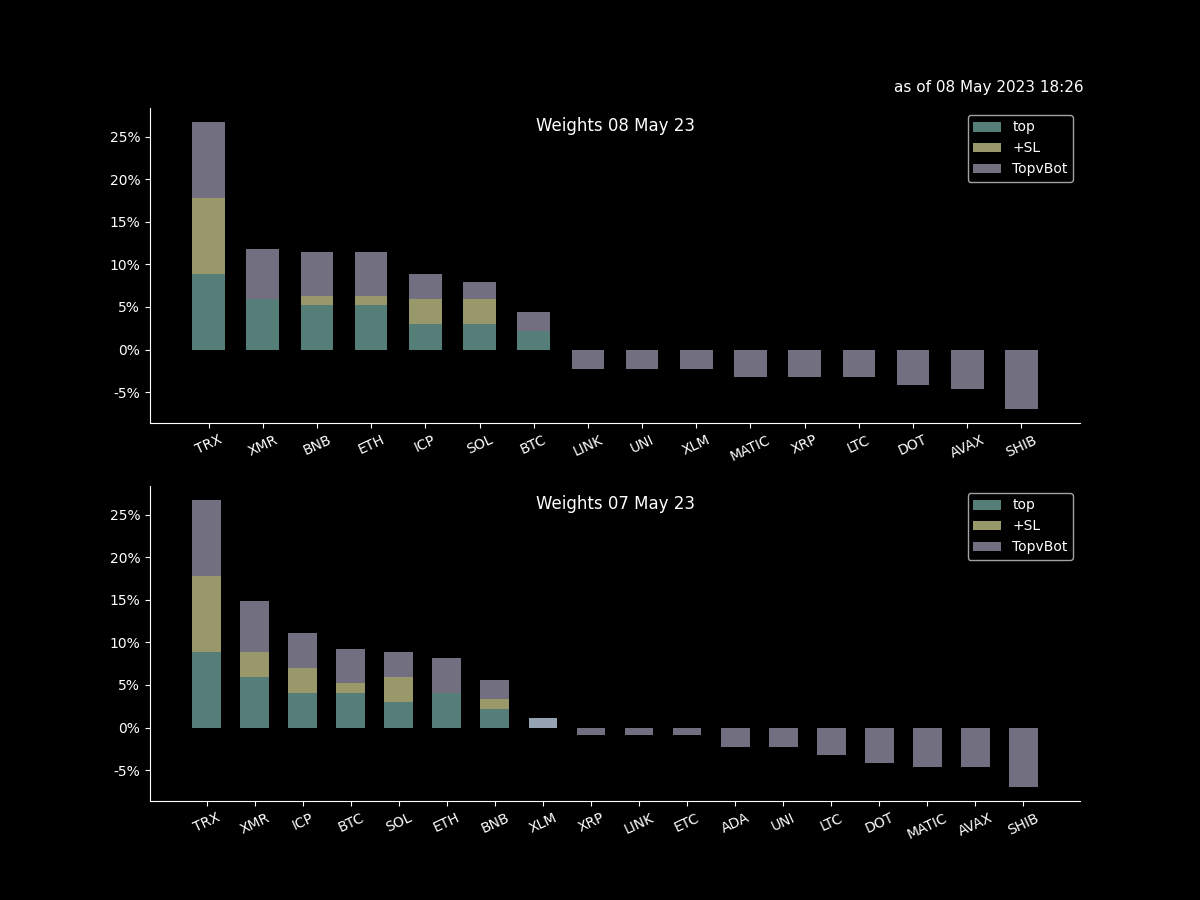 as of 08 May 2023 18:26
Weights 08 May 23
top
+SL
TopvBot
25%
20%
15%
10%
5%
0%
-5%
TRX XMR BNB ETH ICP SOL BTC LINK UNI XLM MATIC XRP LTC DOT AVAX SHIB
Weights 07 May 23
top
+SL
TopvBot
25%
20%
15%
10%
5%
0%
-5%
TRX XMR ICP BTC SOL ETH BNB XLM XRP LINK ETC ADA UNI LTC DOT MATIC AVAX SHIB